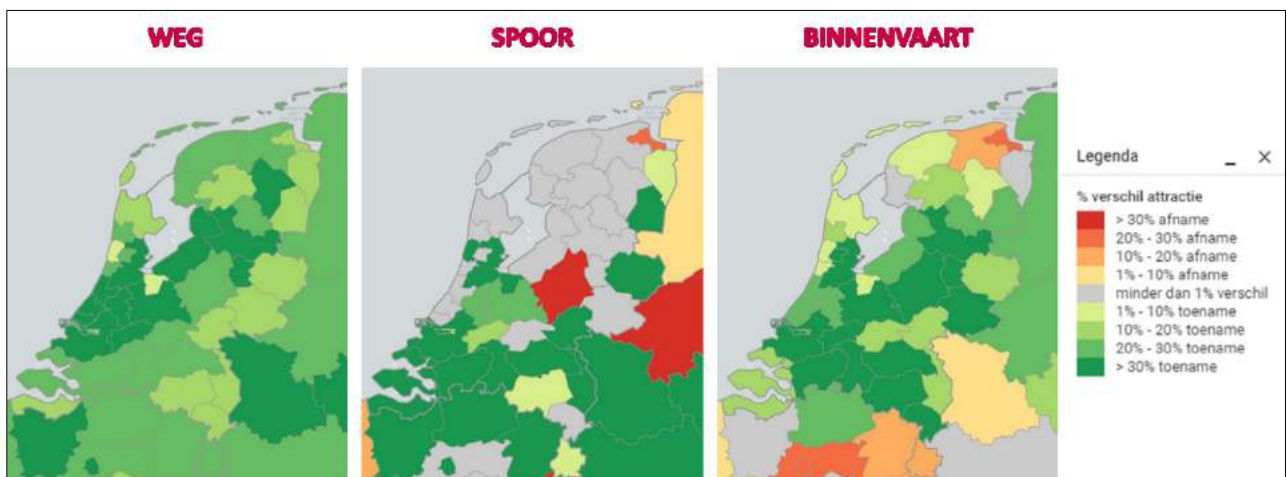 WEG
SPOOR
BINNENVAART
Legenda
% verschil attractie
> 30% afname
20% - 30% afname
10% - 20% afname
1% - 10% afname
minder dan 1% verschil
1% - 10% toename
10% - 20% toename
20% - 30% toename
> 30% toename